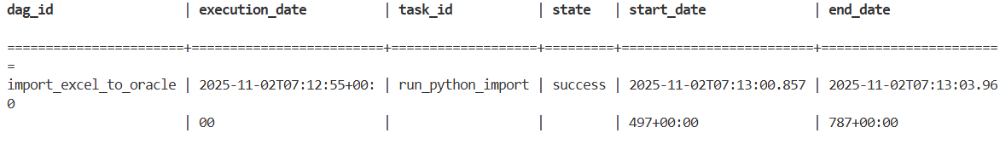 dag_id                | execution_date         | task_id           | state   | start_date             | end_date
======================+========================+===================+=========+========================+======================
=
import_excel_to_oracle | 2025-11-02T07:12:55+00: | run_python_import | success | 2025-11-02T07:13:00.857 | 2025-11-02T07:13:03.96
0
| 00 | | | 497+00:00 | 787+00:00